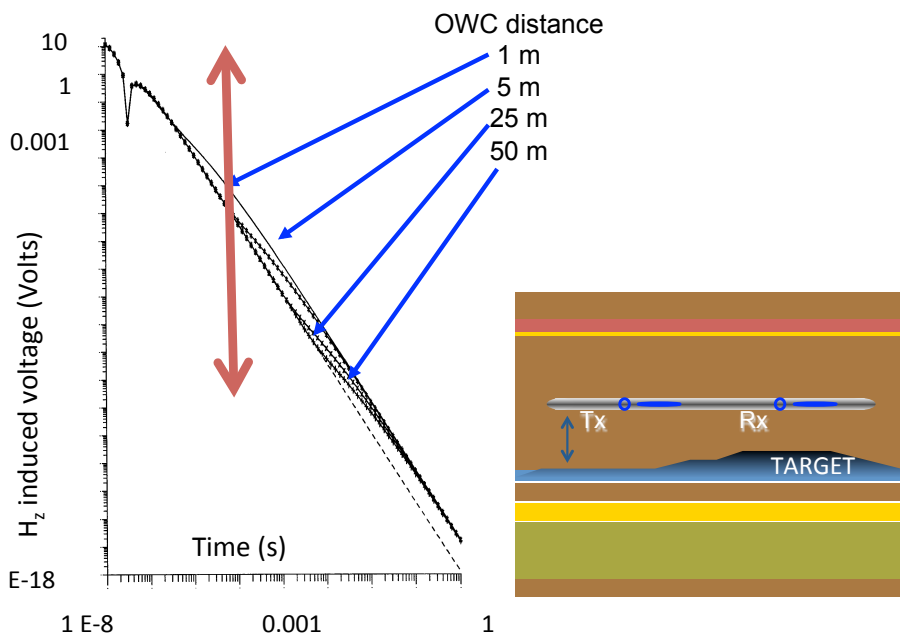 OWC distance
1 m
5 m
25 m
50 m
10
1
0.001
H_z induced voltage (Volts)
E-18
Time (s)
1 E-8
0.001
1
Tx
Rx
TARGET